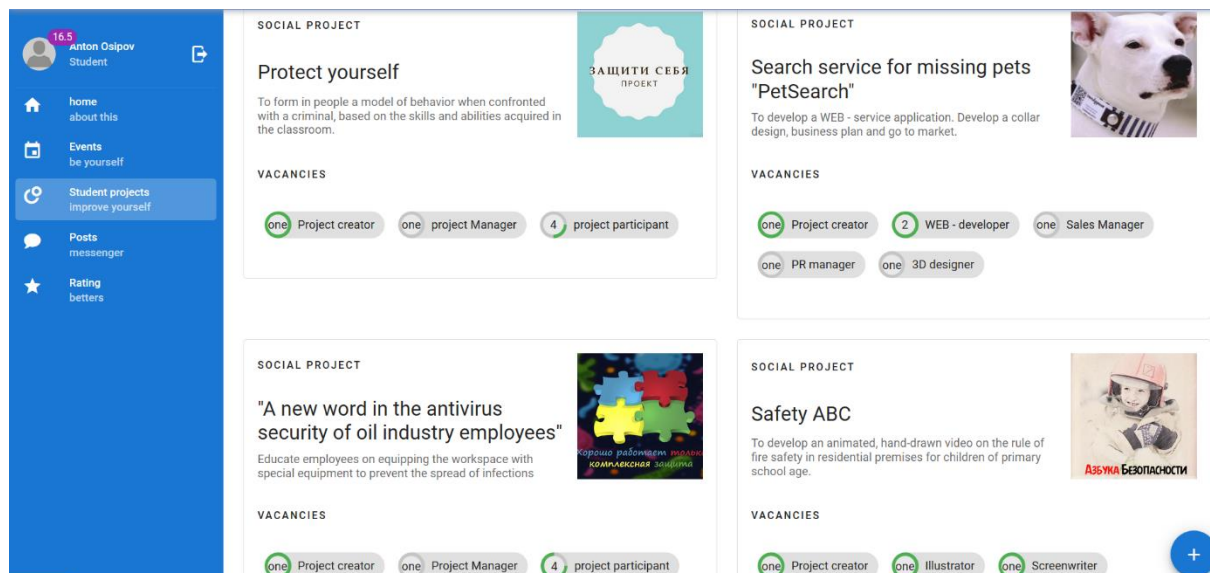 16.5
Anton Osipov
Student
home
about this
Events
be yourself
Student projects
improve yourself
Posts
messenger
Rating
betters
SOCIAL PROJECT
Protect yourself
To form in people a model of behavior when confronted
with a criminal, based on the skills and abilities acquired in
the classroom.
ЗАЩИТИ СЕБЯ
ПРОЕКТ
VACANCIES
one Project creator one project Manager 4 project participant
SOCIAL PROJECT
Search service for missing pets
"PetSearch"
To develop a WEB - service application. Develop a collar
design, business plan and go to market.
VACANCIES
one Project creator 2 WEB - developer one Sales Manager
one PR manager one 3D designer
SOCIAL PROJECT
"A new word in the antivirus
security of oil industry employees"
Educate employees on equipping the workspace with
special equipment to prevent the spread of infections
Хорошо работает только
комплексная защита
VACANCIES
one Project creator one Project Manager 4 project participant
SOCIAL PROJECT
Safety ABC
To develop an animated, hand-drawn video on the rule of
fire safety in residential premises for children of primary
school age.
АЗБУКА БЕЗОПАСНОСТИ
VACANCIES
one Project creator one Illustrator one Screenwriter
+